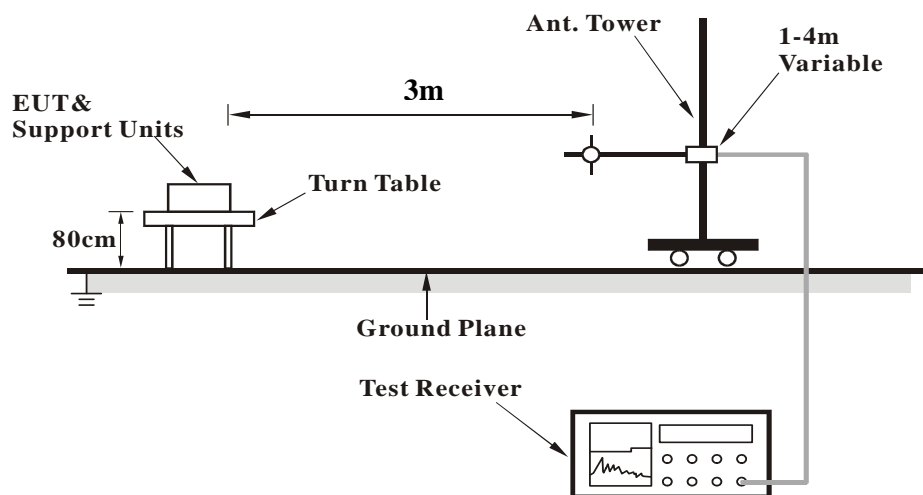 Ant. Tower
1-4m
Variable
3m
EUT&
Support Units
Turn Table
80cm
Ground Plane
Test Receiver